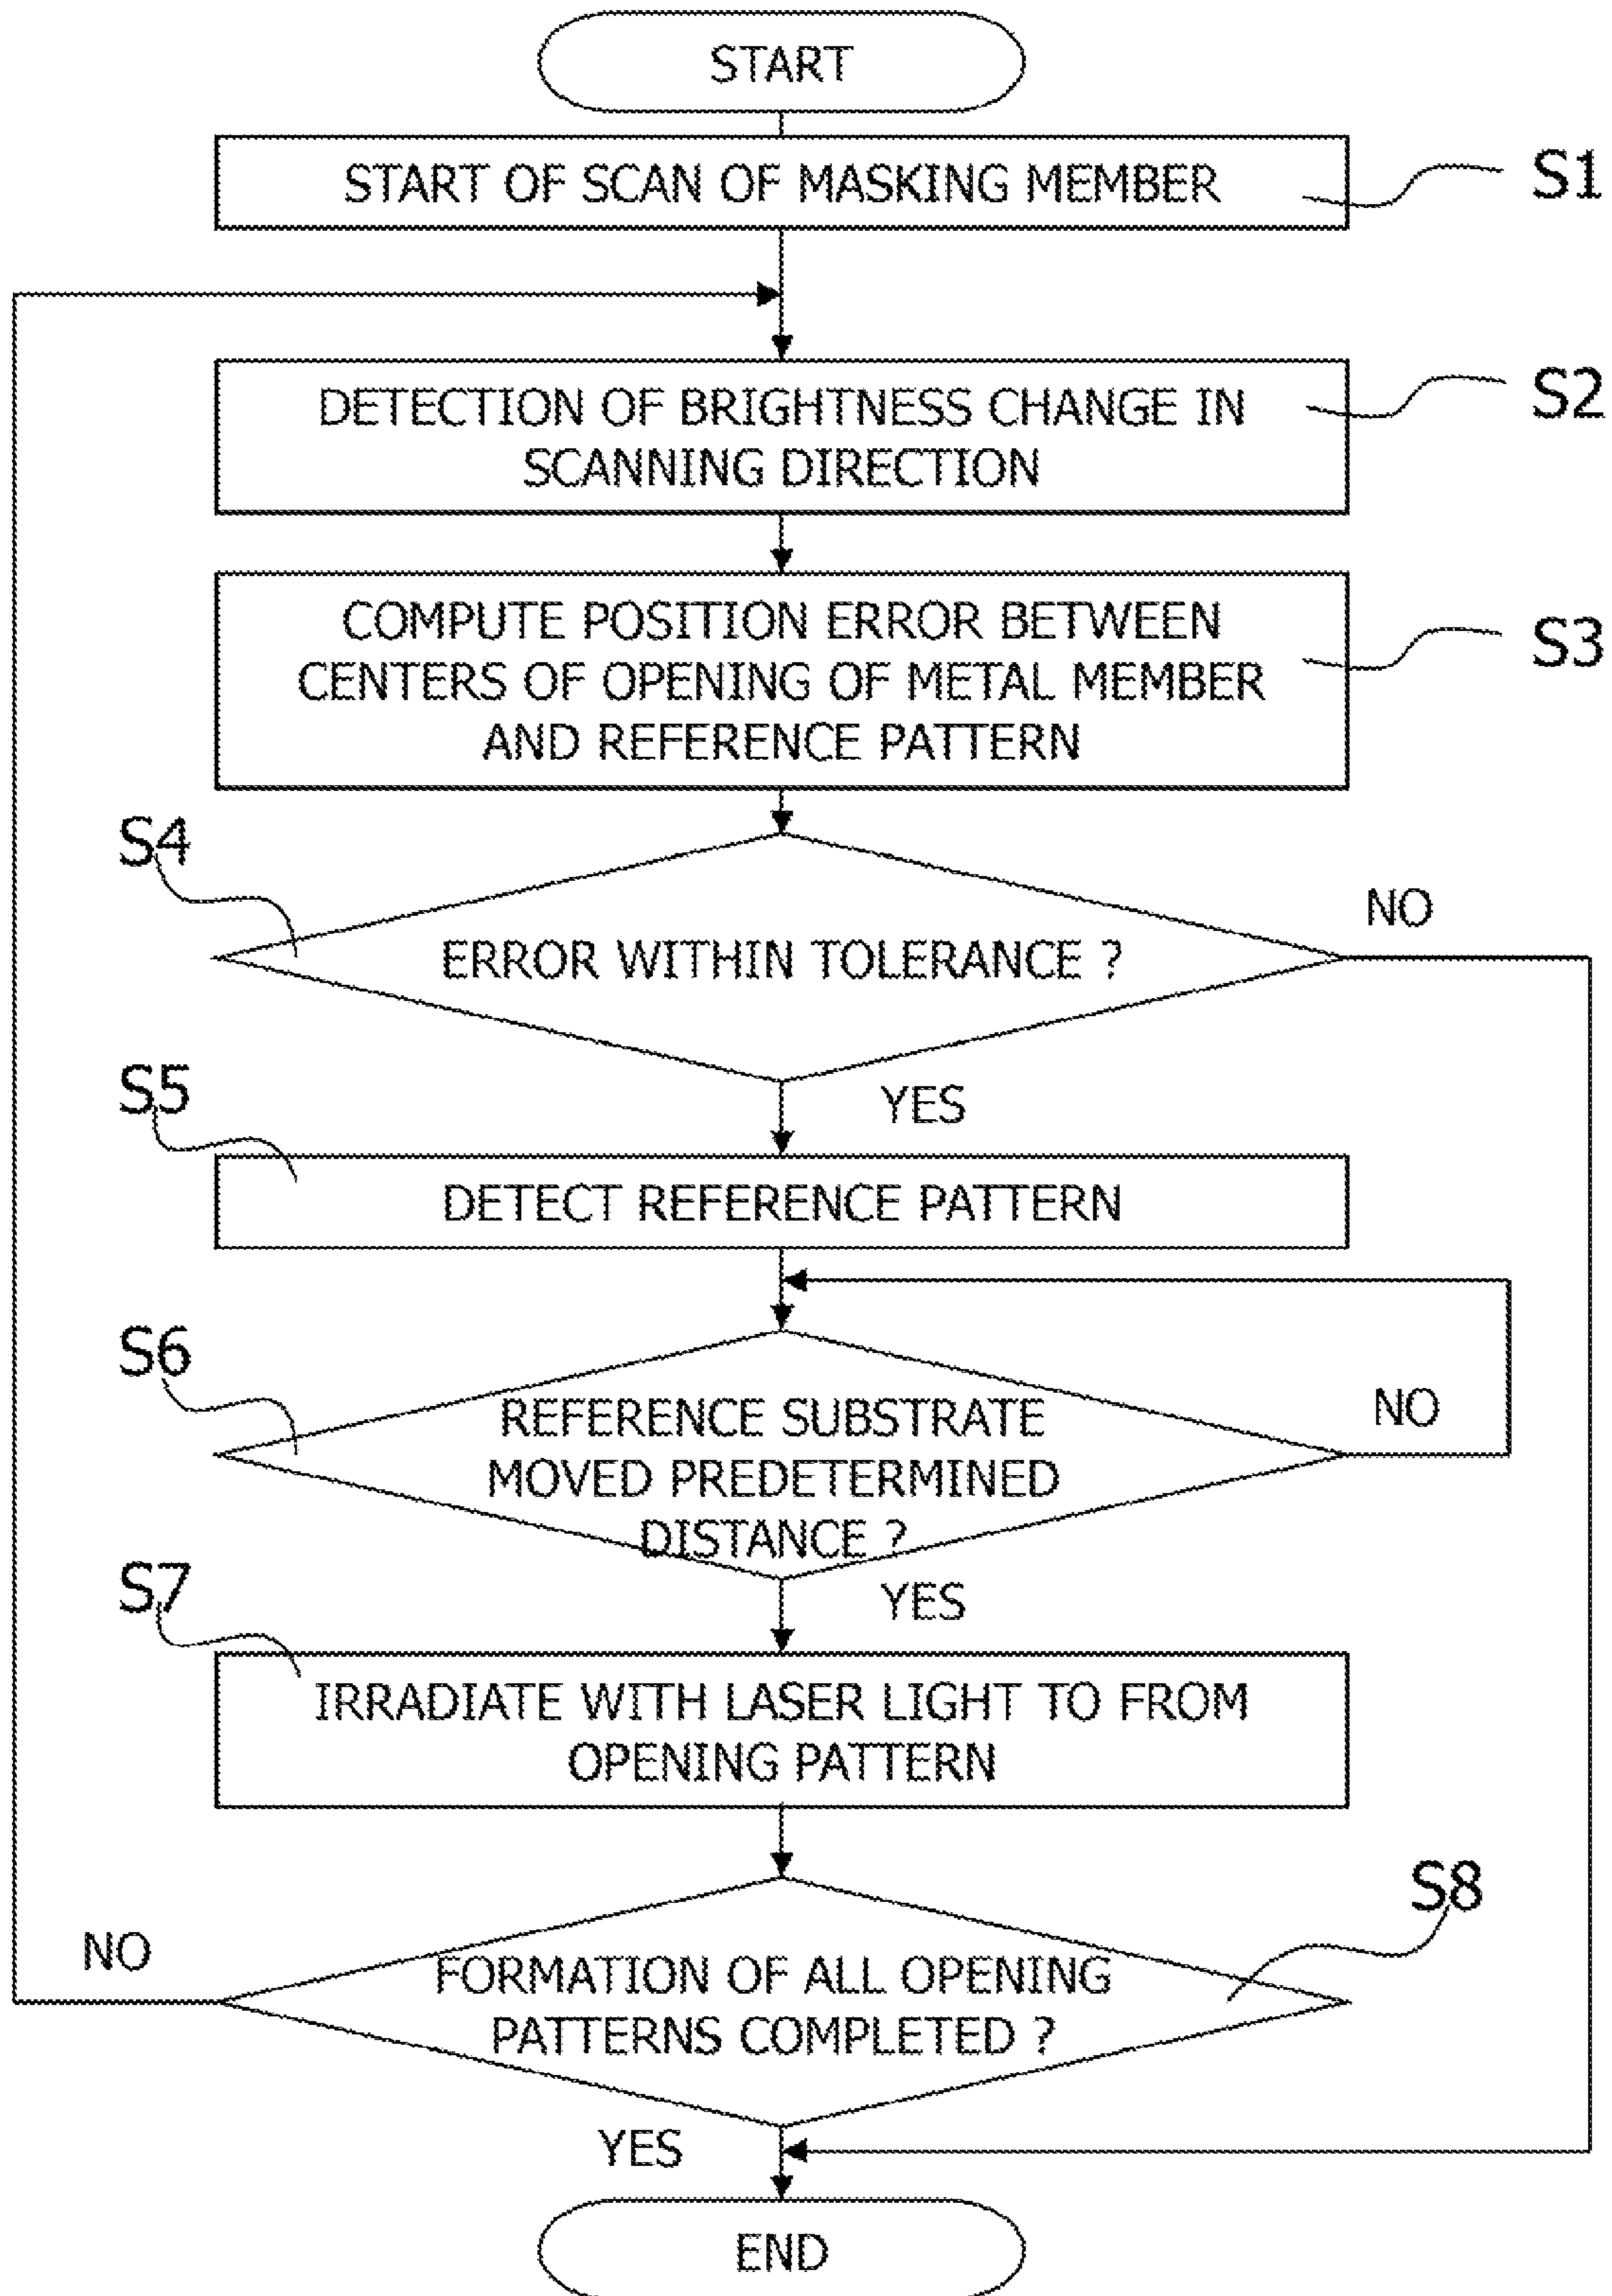 START
START OF SCAN OF MASKING MEMBER
S1
DETECTION OF BRIGHTNESS CHANGE IN
SCANNING DIRECTION
S2
COMPUTE POSITION ERROR BETWEEN
CENTERS OF OPENING OF METAL MEMBER
AND REFERENCE PATTERN
S3
S4
ERROR WITHIN TOLERANCE ?
NO
YES
S5
DETECT REFERENCE PATTERN
S6
REFERENCE SUBSTRATE
MOVED PREDETERMINED
DISTANCE ?
NO
YES
S7
IRRADIATE WITH LASER LIGHT TO FROM
OPENING PATTERN
S8
NO
FORMATION OF ALL OPENING
PATTERNS COMPLETED ?
YES
END